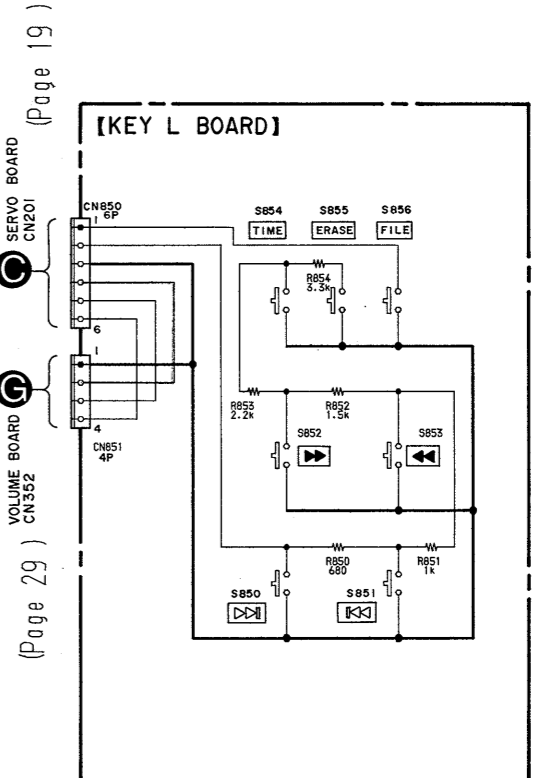 (Page 19)
SERVO BOARD
CN201
C
G
VOLUME BOARD
CN352
(Page 29)
【KEY L BOARD】
CN850
6P
1
6
1
4
CN851
4P
S854 S855 S856
TIME ERASE FILE
R854
3.3k
R853
2.2k
R852
1.5k
S852 S853
R850
680
R851
1k
S850 S851